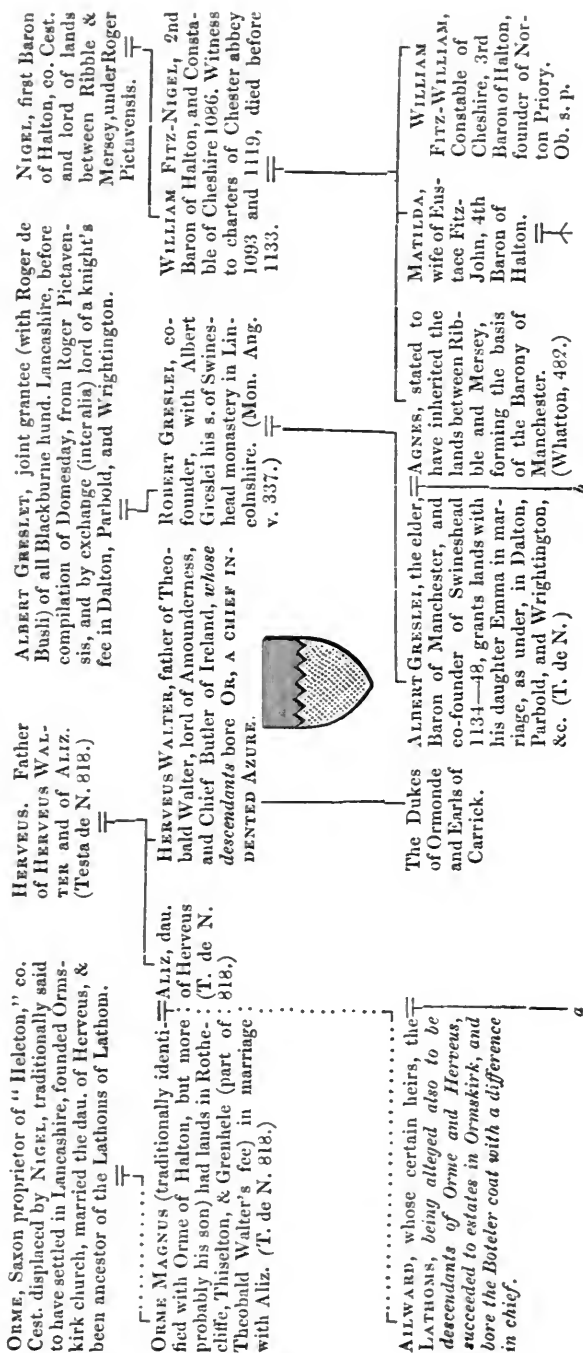 ORME, Saxon proprietor of "Heleton," co.
Cest. displaced by NIGEL, traditionally said
to have settled in Lancashire, founded Orms-
kirk church, married the dau. of Herveus, &
been ancestor of the Lathoms of Lathom.
HERVEUS. Father
of HERVEUS WAL-
TER and of ALIZ.
(Testa de N. 818.)
ALBERT GRESLET, joint grantee (with Roger de
Busli) of all Blackburne hund. Lancashire, before
compilation of Domesday, from Roger Pictaven-
sis, and by exchange (inter alia) lord of a knight's
fee in Dalton, Parbold, and Wrightington.
NIGEL, first Baron
of Halton, co. Cest.
and lord of lands
between Ribble &
Mersey, under Roger
Pictavensis.
ORME MAGNUS (traditionally identi-
fied with Orme of Halton, but more
probably his son) had lands in Rothe-
cliffe, Thiselton, & Grenhele (part of
Theobald Walter's fee) in marriage
with Aliz. (T. de N. 818.)
ALIZ, dau.
of Herveus
(T. de N.
818.)
HERVEUS WALTER, father of Theo-
bald Walter, lord of Amounderness,
and Chief Butler of Ireland, whose
descendants bore OR, A CHIEF IN-
DENTED AZURE.
ROBERT GRESLEI, co-
founder, with Albert
Greslei his s. of Swines-
head monastery in Lin-
colnshire. (Mon. Ang.
v. 337.)
WILLIAM FITZ-NIGEL, 2nd
Baron of Halton, and Consta-
ble of Cheshire 1086. Witness
to charters of Chester abbey
1093 and 1119, died before
1133.
AILWARD, whose certain heirs, the
LATHOMS, being alleged also to be
descendants of Orme and Herveus,
succeeded to estates in Ormskirk, and
bore the Boteler coat with a difference
in chief.
a
The Dukes
of Ormonde
and Earls of
Carrick.
ALBERT GRESLEI, the elder,
Baron of Manchester, and
co-founder of Swineshead
1134—48, grants lands with
his daughter Emma in mar-
riage, as under, in Dalton,
Parbold, and Wrightington,
&c. (T. de N.)
b
AGNES, stated to
have inherited the
lands between Rib-
ble and Mersey,
forming the basis
of the Barony of
Manchester.
(Whatton, 482.)
MATILDA,
wife of Eus-
tace Fitz-
John, 4th
Baron of
Halton.
WILLIAM
FITZ-WILLIAM,
Constable of
Cheshire, 3rd
Baron of Halton,
founder of Nor-
ton Priory.
Ob. s. p.